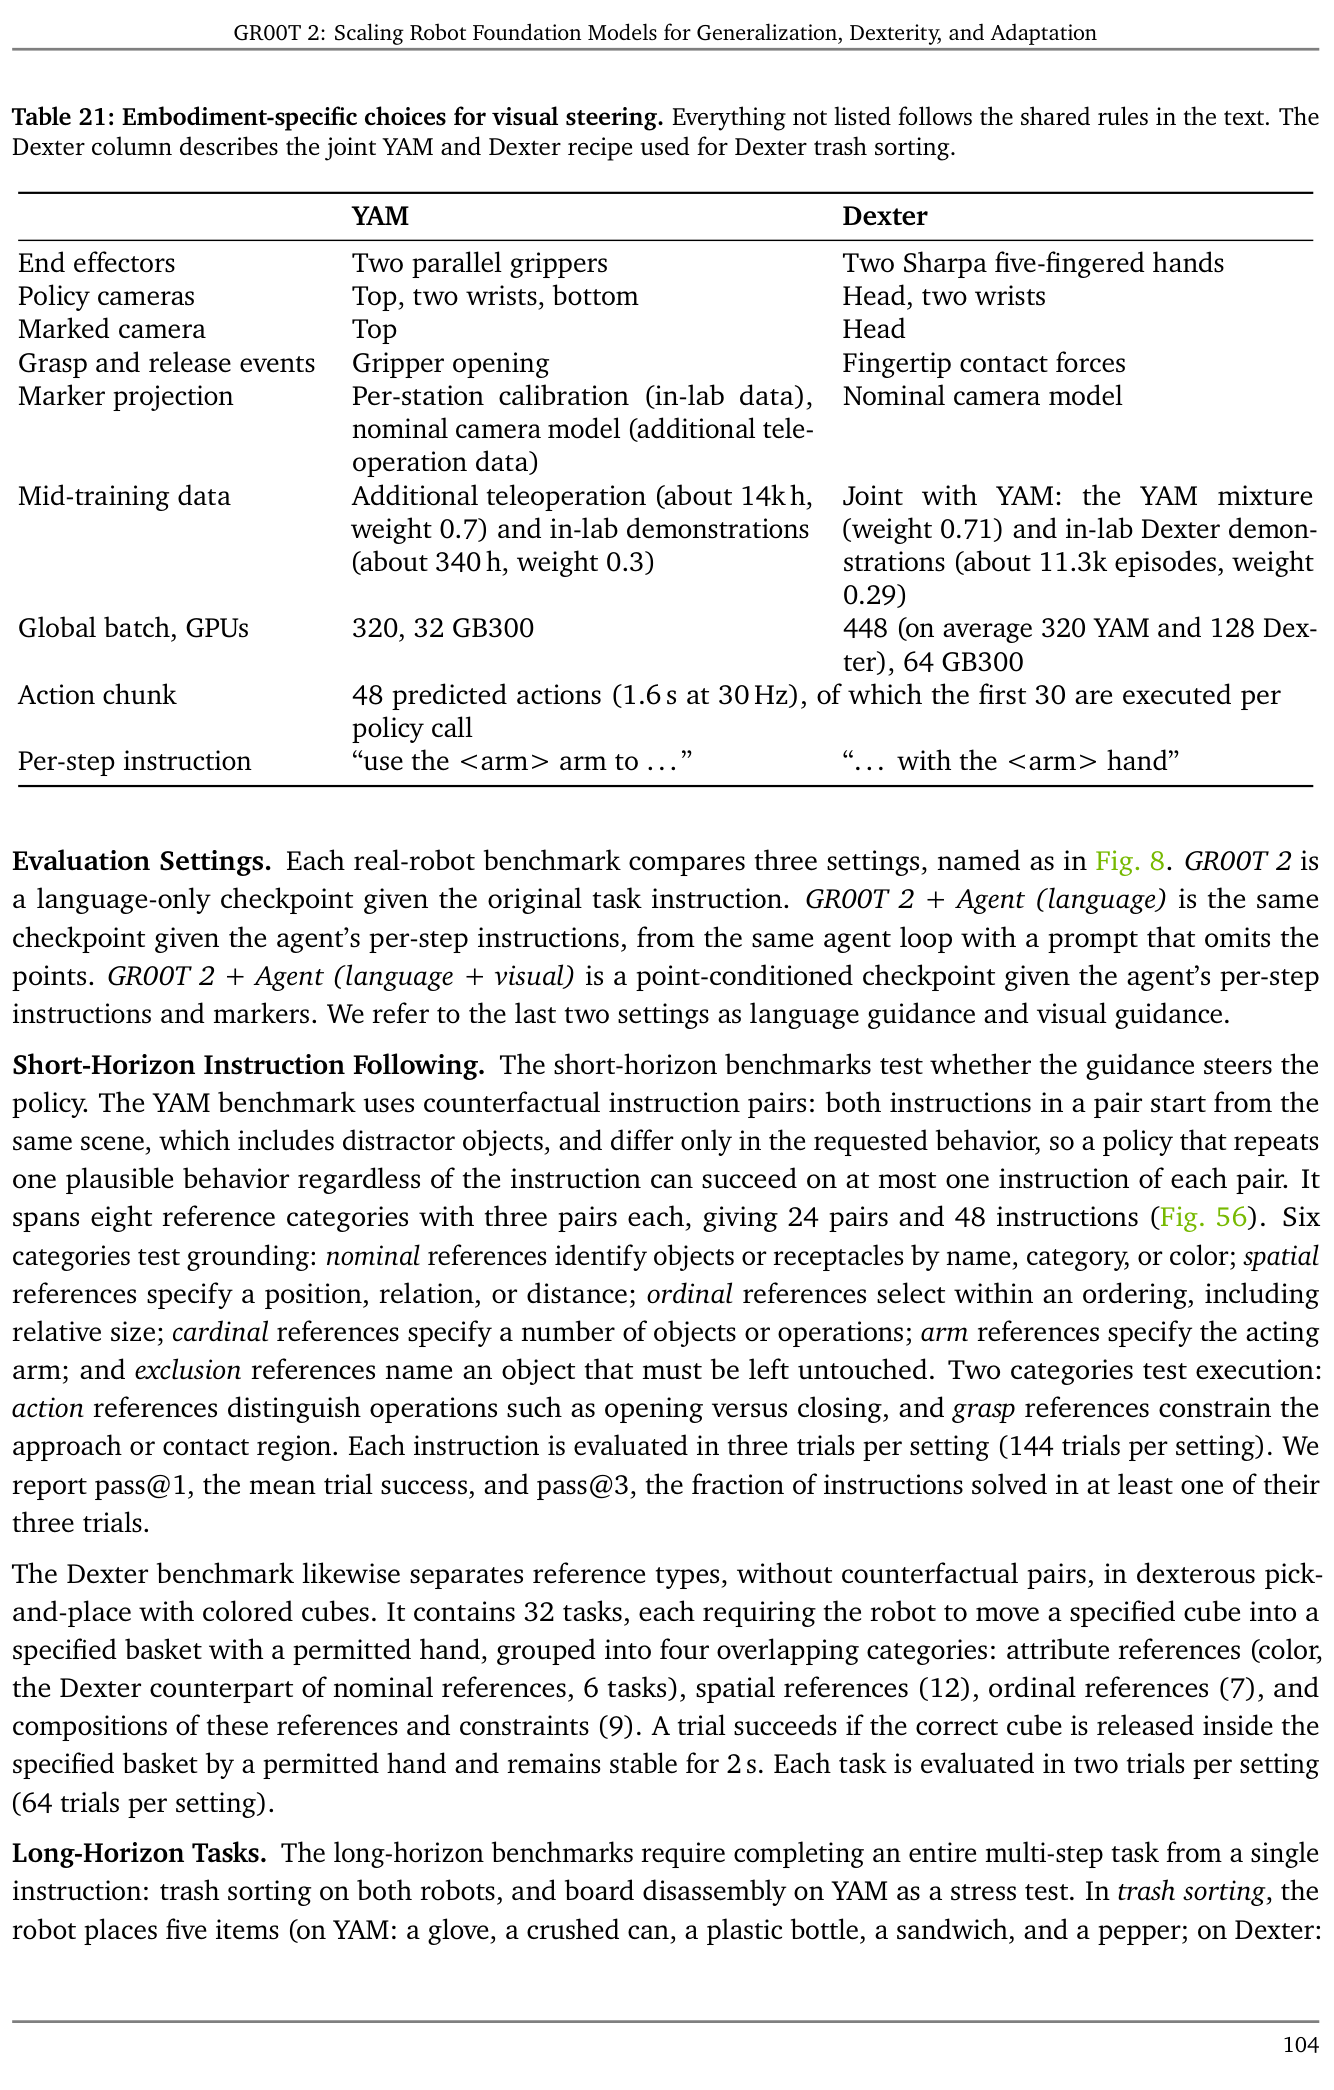 GR00T 2: Scaling Robot Foundation Models for Generalization, Dexterity, and Adaptation
Table 21: Embodiment-specific choices for visual steering. Everything not listed follows the shared rules in the text. The
Dexter column describes the joint YAM and Dexter recipe used for Dexter trash sorting.
YAM Dexter
End effectors Two parallel grippers Two Sharpa five-fingered hands
Policy cameras Top, two wrists, bottom Head, two wrists
Marked camera Top Head
Grasp and release events Gripper opening Fingertip contact forces
Marker projection Per-station calibration (in-lab data), Nominal camera model
nominal camera model (additional tele-
operation data)
Mid-training data Additional teleoperation (about 14k h, Joint with YAM: the YAM mixture
weight 0.7) and in-lab demonstrations (weight 0.71) and in-lab Dexter demon-
(about 340 h, weight 0.3) strations (about 11.3k episodes, weight
0.29)
Global batch, GPUs 320, 32 GB300 448 (on average 320 YAM and 128 Dex-
ter), 64 GB300
Action chunk 48 predicted actions (1.6 s at 30 Hz), of which the first 30 are executed per
policy call
Per-step instruction “use the <arm> arm to ...” “... with the <arm> hand”
Evaluation Settings. Each real-robot benchmark compares three settings, named as in Fig. 8. GR00T 2 is
a language-only checkpoint given the original task instruction. GR00T 2 + Agent (language) is the same
checkpoint given the agent’s per-step instructions, from the same agent loop with a prompt that omits the
points. GR00T 2 + Agent (language + visual) is a point-conditioned checkpoint given the agent’s per-step
instructions and markers. We refer to the last two settings as language guidance and visual guidance.
Short-Horizon Instruction Following. The short-horizon benchmarks test whether the guidance steers the
policy. The YAM benchmark uses counterfactual instruction pairs: both instructions in a pair start from the
same scene, which includes distractor objects, and differ only in the requested behavior, so a policy that repeats
one plausible behavior regardless of the instruction can succeed on at most one instruction of each pair. It
spans eight reference categories with three pairs each, giving 24 pairs and 48 instructions (Fig. 56). Six
categories test grounding: nominal references identify objects or receptacles by name, category, or color; spatial
references specify a position, relation, or distance; ordinal references select within an ordering, including
relative size; cardinal references specify a number of objects or operations; arm references specify the acting
arm; and exclusion references name an object that must be left untouched. Two categories test execution:
action references distinguish operations such as opening versus closing, and grasp references constrain the
approach or contact region. Each instruction is evaluated in three trials per setting (144 trials per setting). We
report pass@1, the mean trial success, and pass@3, the fraction of instructions solved in at least one of their
three trials.
The Dexter benchmark likewise separates reference types, without counterfactual pairs, in dexterous pick-
and-place with colored cubes. It contains 32 tasks, each requiring the robot to move a specified cube into a
specified basket with a permitted hand, grouped into four overlapping categories: attribute references (color,
the Dexter counterpart of nominal references, 6 tasks), spatial references (12), ordinal references (7), and
compositions of these references and constraints (9). A trial succeeds if the correct cube is released inside the
specified basket by a permitted hand and remains stable for 2 s. Each task is evaluated in two trials per setting
(64 trials per setting).
Long-Horizon Tasks. The long-horizon benchmarks require completing an entire multi-step task from a single
instruction: trash sorting on both robots, and board disassembly on YAM as a stress test. In trash sorting, the
robot places five items (on YAM: a glove, a crushed can, a plastic bottle, a sandwich, and a pepper; on Dexter:
104